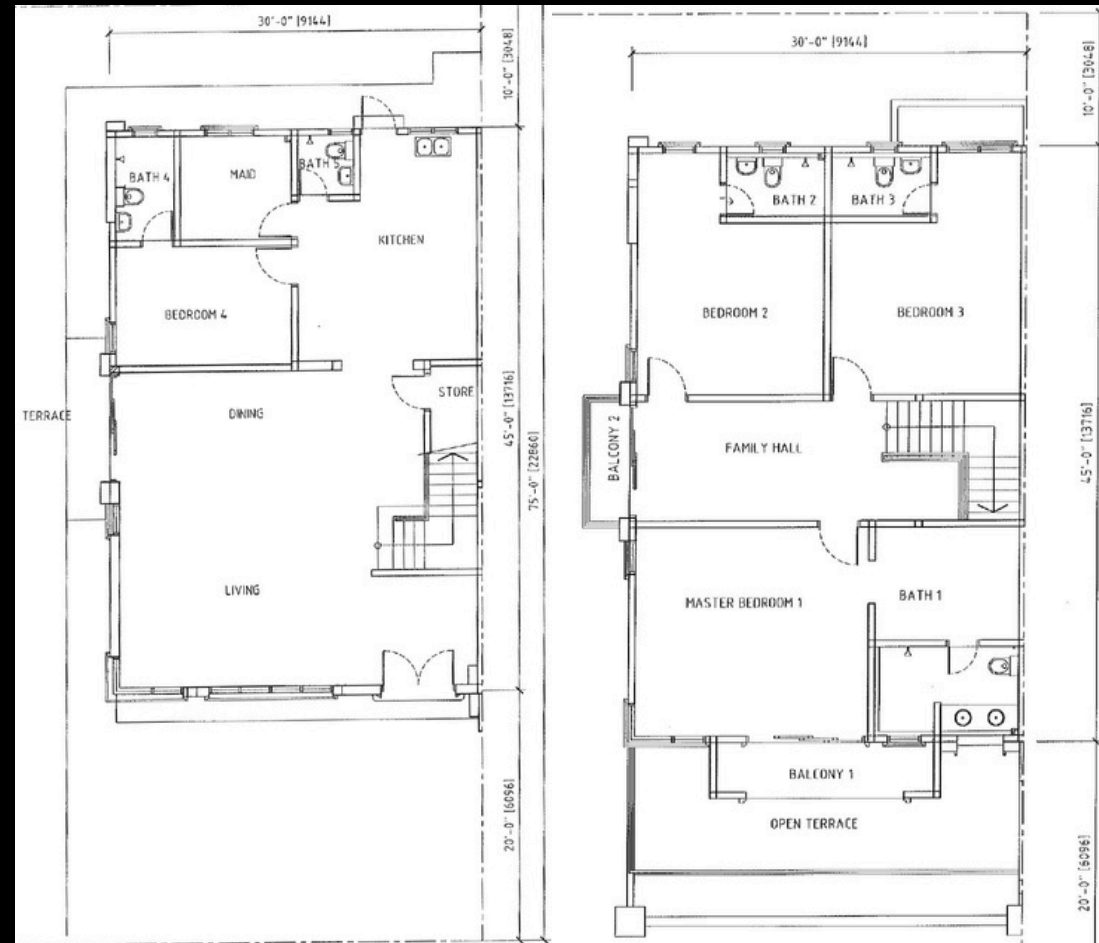 30'-0" [9144]
10'-0" [3048]
BATH 4
MAID
BATH 5
KITCHEN
BEDROOM 4
TERRACE
DINING
STORE
45'-0" [13716]
75'-0" [22860]
LIVING
20'-0" [6096]
30'-0" [9144]
10'-0" [3048]
BATH 2
BATH 3
BEDROOM 2
BEDROOM 3
BALCONY 2
FAMILY HALL
45'-0" [13716]
MASTER BEDROOM 1
BATH 1
BALCONY 1
OPEN TERRACE
20'-0" [6096]